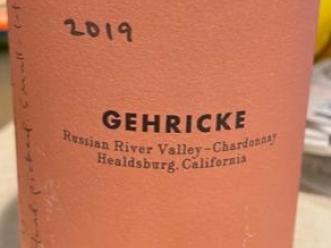 2019
GEHRICKE
Russian River Valley-Chardonnay
Healdsburg, California